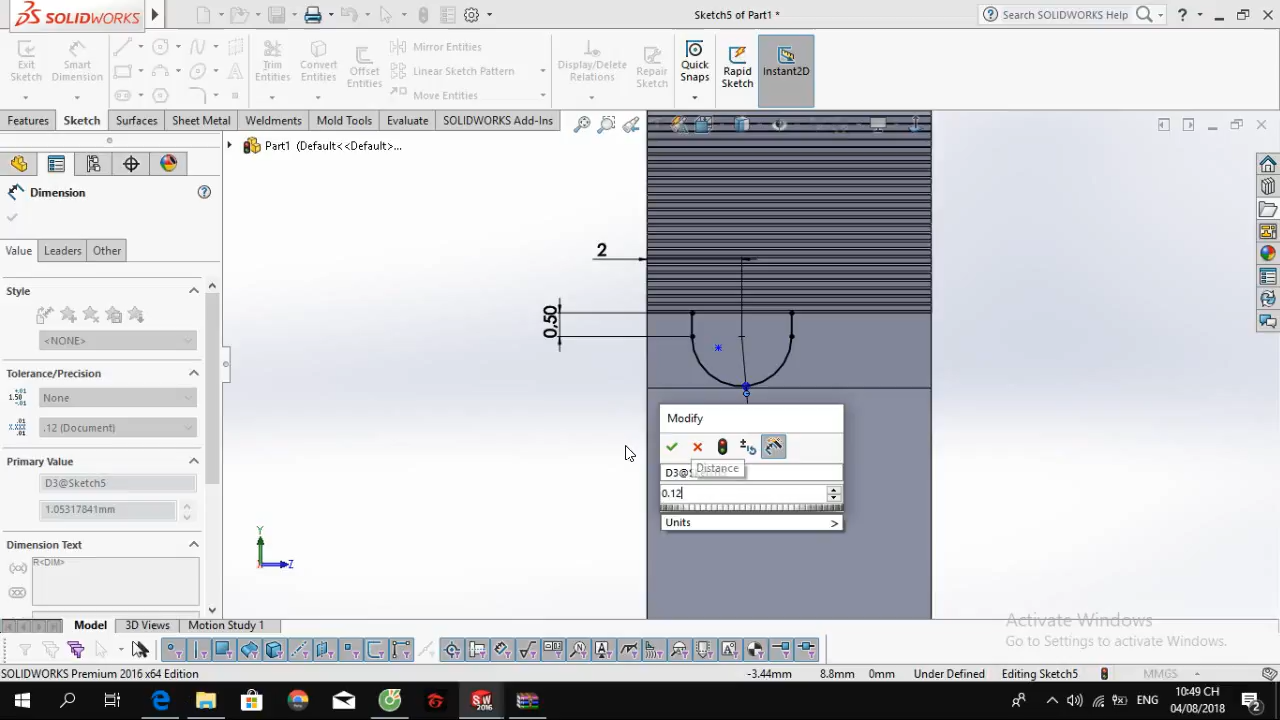 SOLIDWORKS
Sketch5 of Part1 *
Search SOLIDWORKS Help
?
Exit Sketch
Smart Dimension
Trim Entities
Convert Entities
Offset Entities
Mirror Entities
Linear Sketch Pattern
Move Entities
Display/Delete Relations
Repair Sketch
Quick Snaps
Rapid Sketch
Instant2D
Features
Sketch
Surfaces
Sheet Metal
Weldments
Mold Tools
Evaluate
SOLIDWORKS Add-Ins
Part1 (Default<<Default>...
Dimension
Value
Leaders
Other
Style
<NONE>
Tolerance/Precision
None
.12 (Document)
Primary Value
D3@Sketch5
1.05317841mm
Dimension Text
R<DIM>
2
0,50
Modify
D3@S
Distance
0.12
Units >
Y
Z
Activate Windows
Go to Settings to activate Windows.
Model
3D Views
Motion Study 1
SOLIDWORKS Premium 2016 x64 Edition
-3.44mm
8.8mm
0mm
Under Defined
Editing Sketch5
MMGS
SW 2016
ENG
10:49 CH
04/08/2018
2